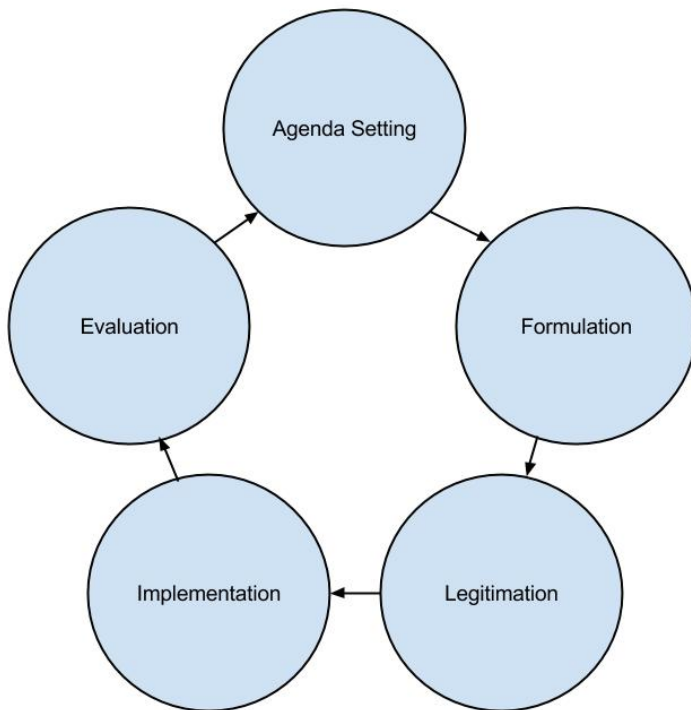 Agenda Setting
Formulation
Legitimation
Implementation
Evaluation